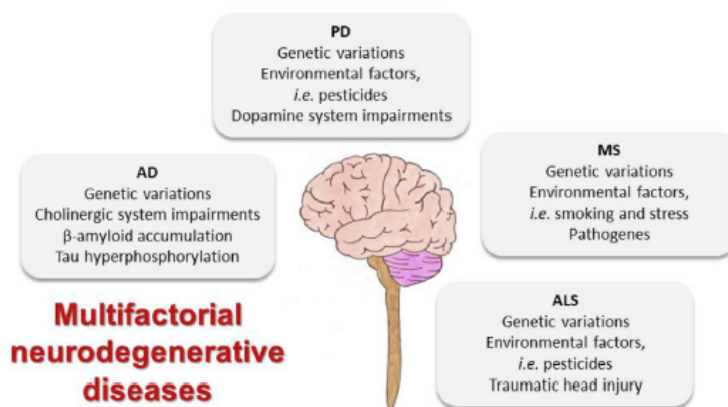 PD
Genetic variations
Environmental factors,
i.e. pesticides
Dopamine system impairments
AD
Genetic variations
Cholinergic system impairments
β-amyloid accumulation
Tau hyperphosphorylation
MS
Genetic variations
Environmental factors,
i.e. smoking and stress
Pathogenes
ALS
Genetic variations
Environmental factors,
i.e. pesticides
Traumatic head injury
Multifactorial
neurodegenerative
diseases